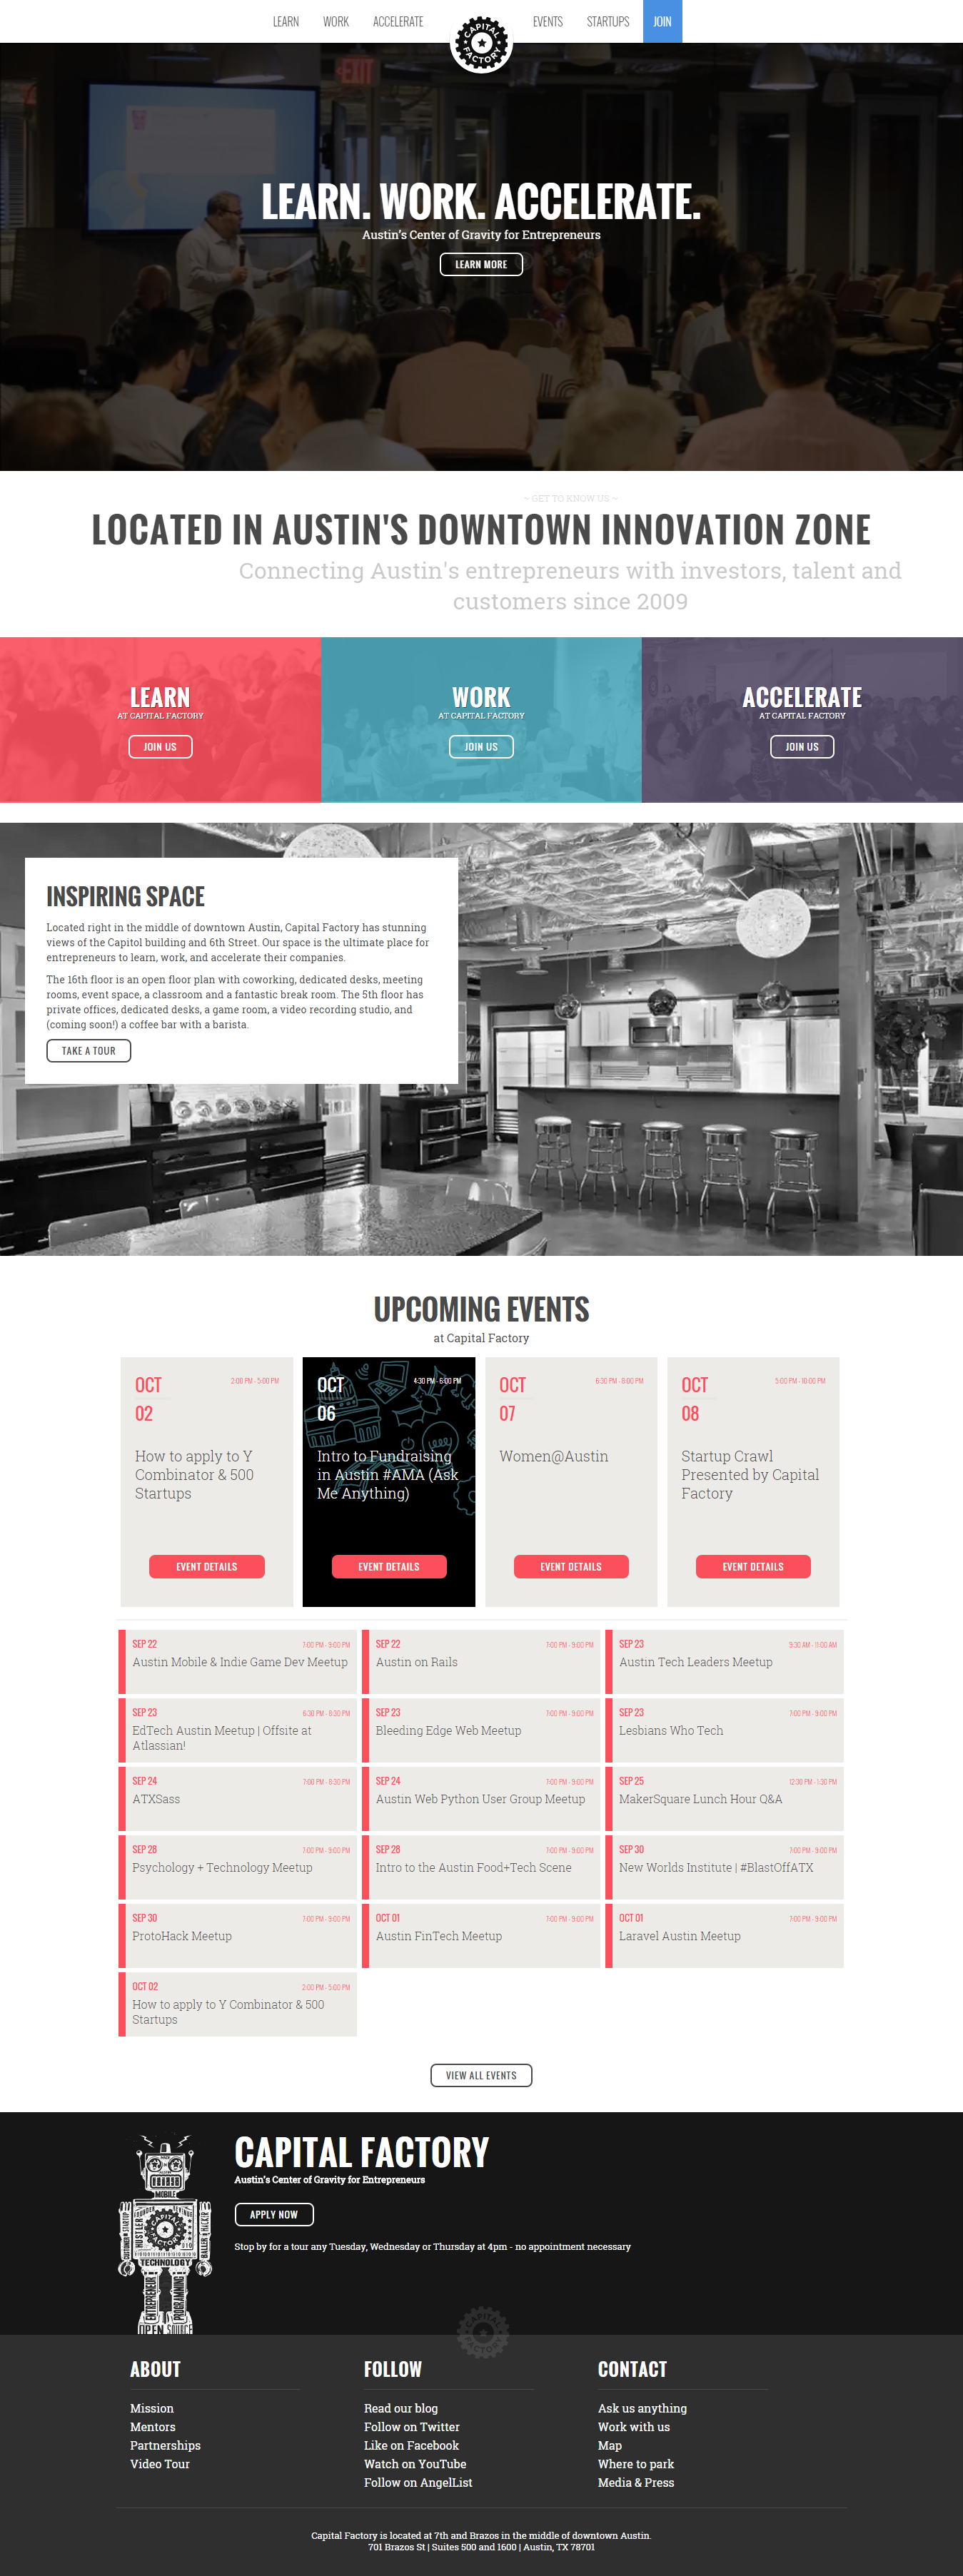 LEARN WORK ACCELERATE CAPITAL FACTORY EVENTS STARTUPS JOIN
EXIT
LEARN. WORK. ACCELERATE.
Austin's Center of Gravity for Entrepreneurs
LEARN MORE
~ GET TO KNOW US ~
LOCATED IN AUSTIN'S DOWNTOWN INNOVATION ZONE
Connecting Austin's entrepreneurs with investors, talent and
customers since 2009
LEARN
AT CAPITAL FACTORY
JOIN US
WORK
AT CAPITAL FACTORY
JOIN US
ACCELERATE
AT CAPITAL FACTORY
JOIN US
INSPIRING SPACE
Located right in the middle of downtown Austin, Capital Factory has stunning
views of the Capitol building and 6th Street. Our space is the ultimate place for
entrepreneurs to learn, work, and accelerate their companies.
The 16th floor is an open floor plan with coworking, dedicated desks, meeting
rooms, event space, a classroom and a fantastic break room. The 5th floor has
private offices, dedicated desks, a game room, a video recording studio, and
(coming soon!) a coffee bar with a barista.
TAKE A TOUR
UPCOMING EVENTS
at Capital Factory
OCT 2:00 PM - 5:00 PM
02
How to apply to Y
Combinator & 500
Startups
EVENT DETAILS
OCT 4:30 PM - 6:00 PM
06
Intro to Fundraising
in Austin #AMA (Ask
Me Anything)
EVENT DETAILS
OCT 6:30 PM - 8:00 PM
07
Women@Austin
EVENT DETAILS
OCT 5:00 PM - 10:00 PM
08
Startup Crawl
Presented by Capital
Factory
EVENT DETAILS
SEP 22 7:00 PM - 9:00 PM
Austin Mobile & Indie Game Dev Meetup
SEP 22 7:00 PM - 9:00 PM
Austin on Rails
SEP 23 9:30 AM - 11:00 AM
Austin Tech Leaders Meetup
SEP 23 6:30 PM - 8:30 PM
EdTech Austin Meetup | Offsite at
Atlassian!
SEP 23 7:00 PM - 9:00 PM
Bleeding Edge Web Meetup
SEP 23 7:00 PM - 9:00 PM
Lesbians Who Tech
SEP 24 7:00 PM - 8:30 PM
ATXSass
SEP 24 7:00 PM - 9:00 PM
Austin Web Python User Group Meetup
SEP 25 12:30 PM - 1:30 PM
MakerSquare Lunch Hour Q&A
SEP 28 7:00 PM - 9:00 PM
Psychology + Technology Meetup
SEP 28 7:00 PM - 9:00 PM
Intro to the Austin Food+Tech Scene
SEP 30 7:00 PM - 9:00 PM
New Worlds Institute | #BlastOffATX
SEP 30 7:00 PM - 9:00 PM
ProtoHack Meetup
OCT 01 7:00 PM - 9:00 PM
Austin FinTech Meetup
OCT 01 7:00 PM - 9:00 PM
Laravel Austin Meetup
OCT 02 2:00 PM - 5:00 PM
How to apply to Y Combinator & 500
Startups
VIEW ALL EVENTS
MOBILE
HUSTLER
CAPITAL FACTORY
TECHNOLOGY
ENTREPRENEUR
PROGRAMMING
OPEN SOURCE
CAPITAL FACTORY
Austin's Center of Gravity for Entrepreneurs
APPLY NOW
Stop by for a tour any Tuesday, Wednesday or Thursday at 4pm - no appointment necessary
CAPITAL FACTORY
ABOUT
Mission
Mentors
Partnerships
Video Tour
FOLLOW
Read our blog
Follow on Twitter
Like on Facebook
Watch on YouTube
Follow on AngelList
CONTACT
Ask us anything
Work with us
Map
Where to park
Media & Press
Capital Factory is located at 7th and Brazos in the middle of downtown Austin.
701 Brazos St | Suites 500 and 1600 | Austin, TX 78701